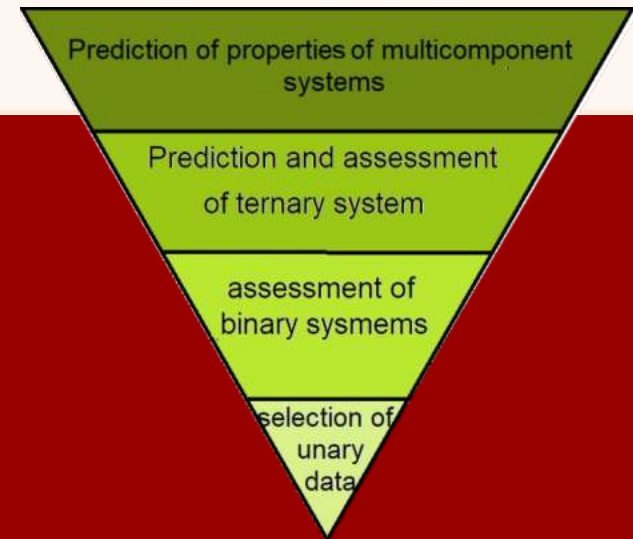 Prediction of properties of multicomponent
systems
Prediction and assessment
of ternary system
assessment of
binary sysmems
selection of
unary
data